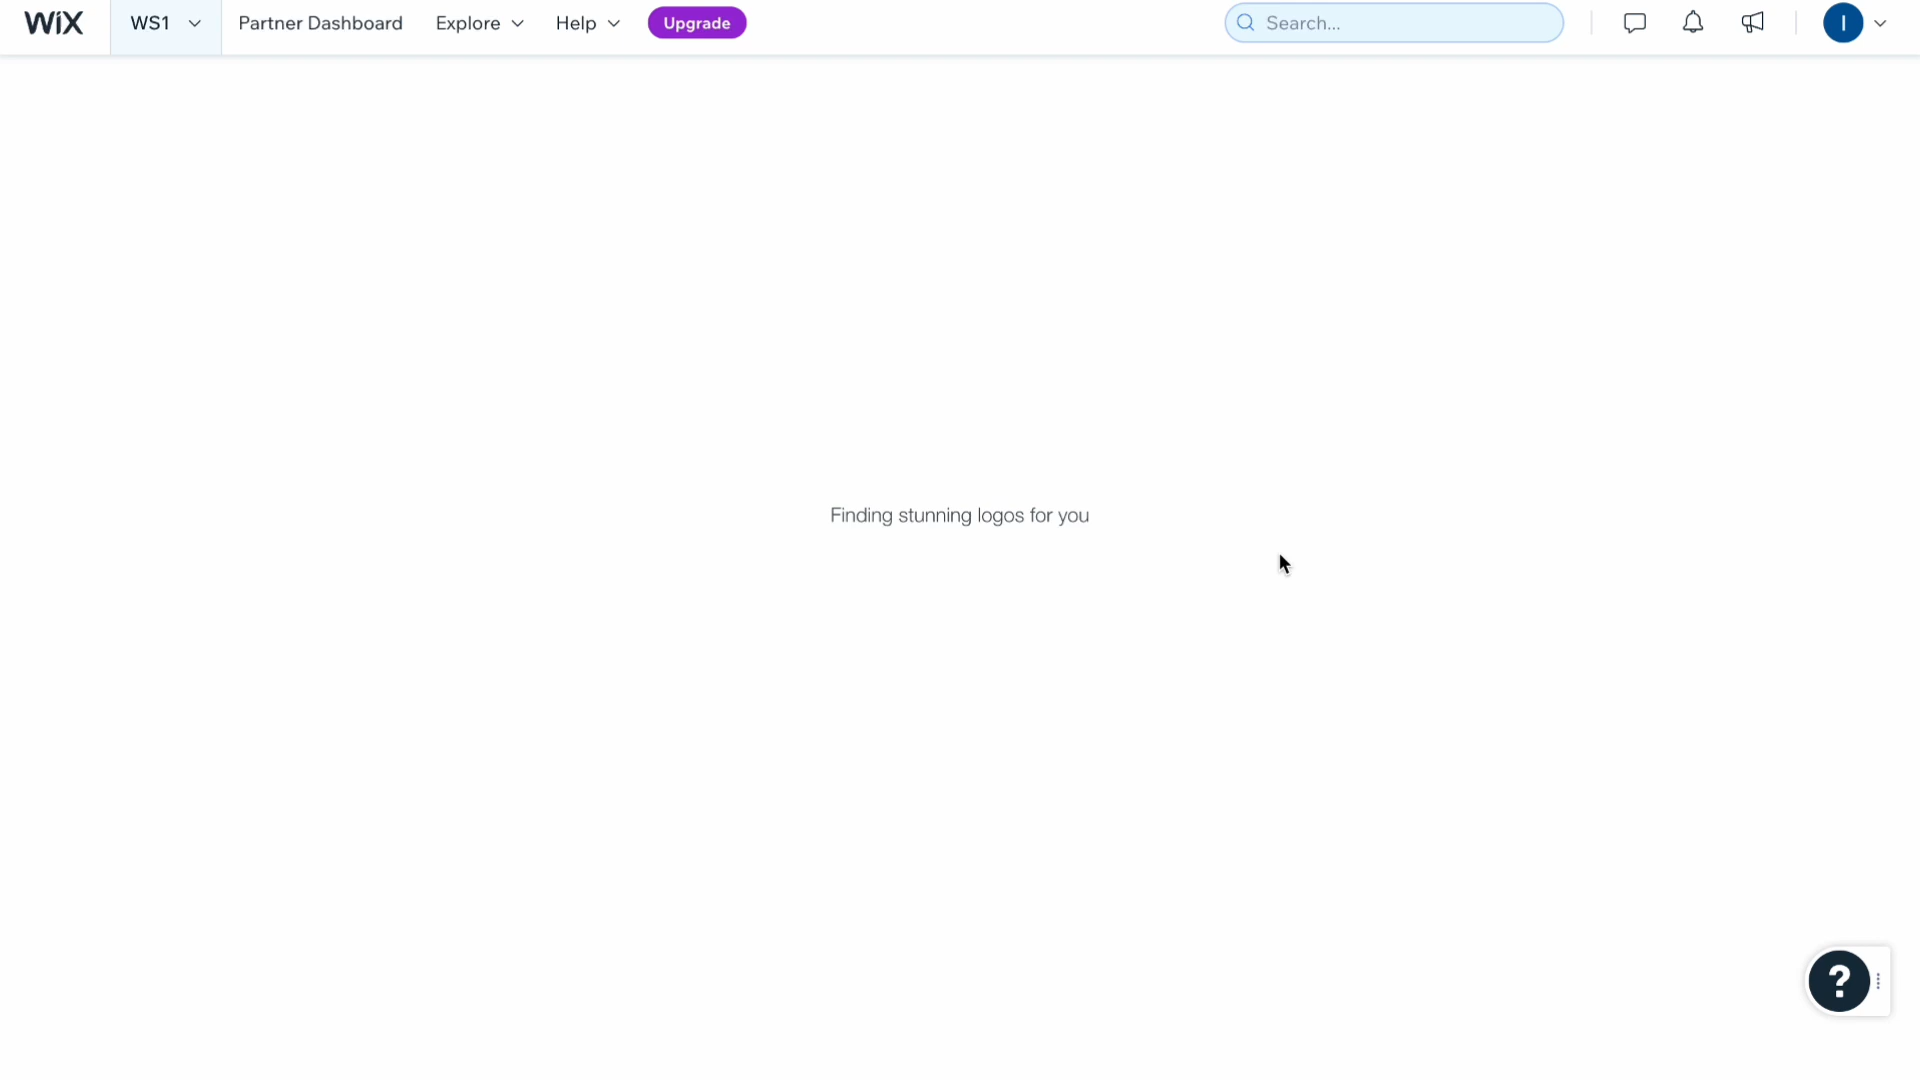 WiX WS1 Partner Dashboard Explore Help Upgrade Search... I
Finding stunning logos for you
?